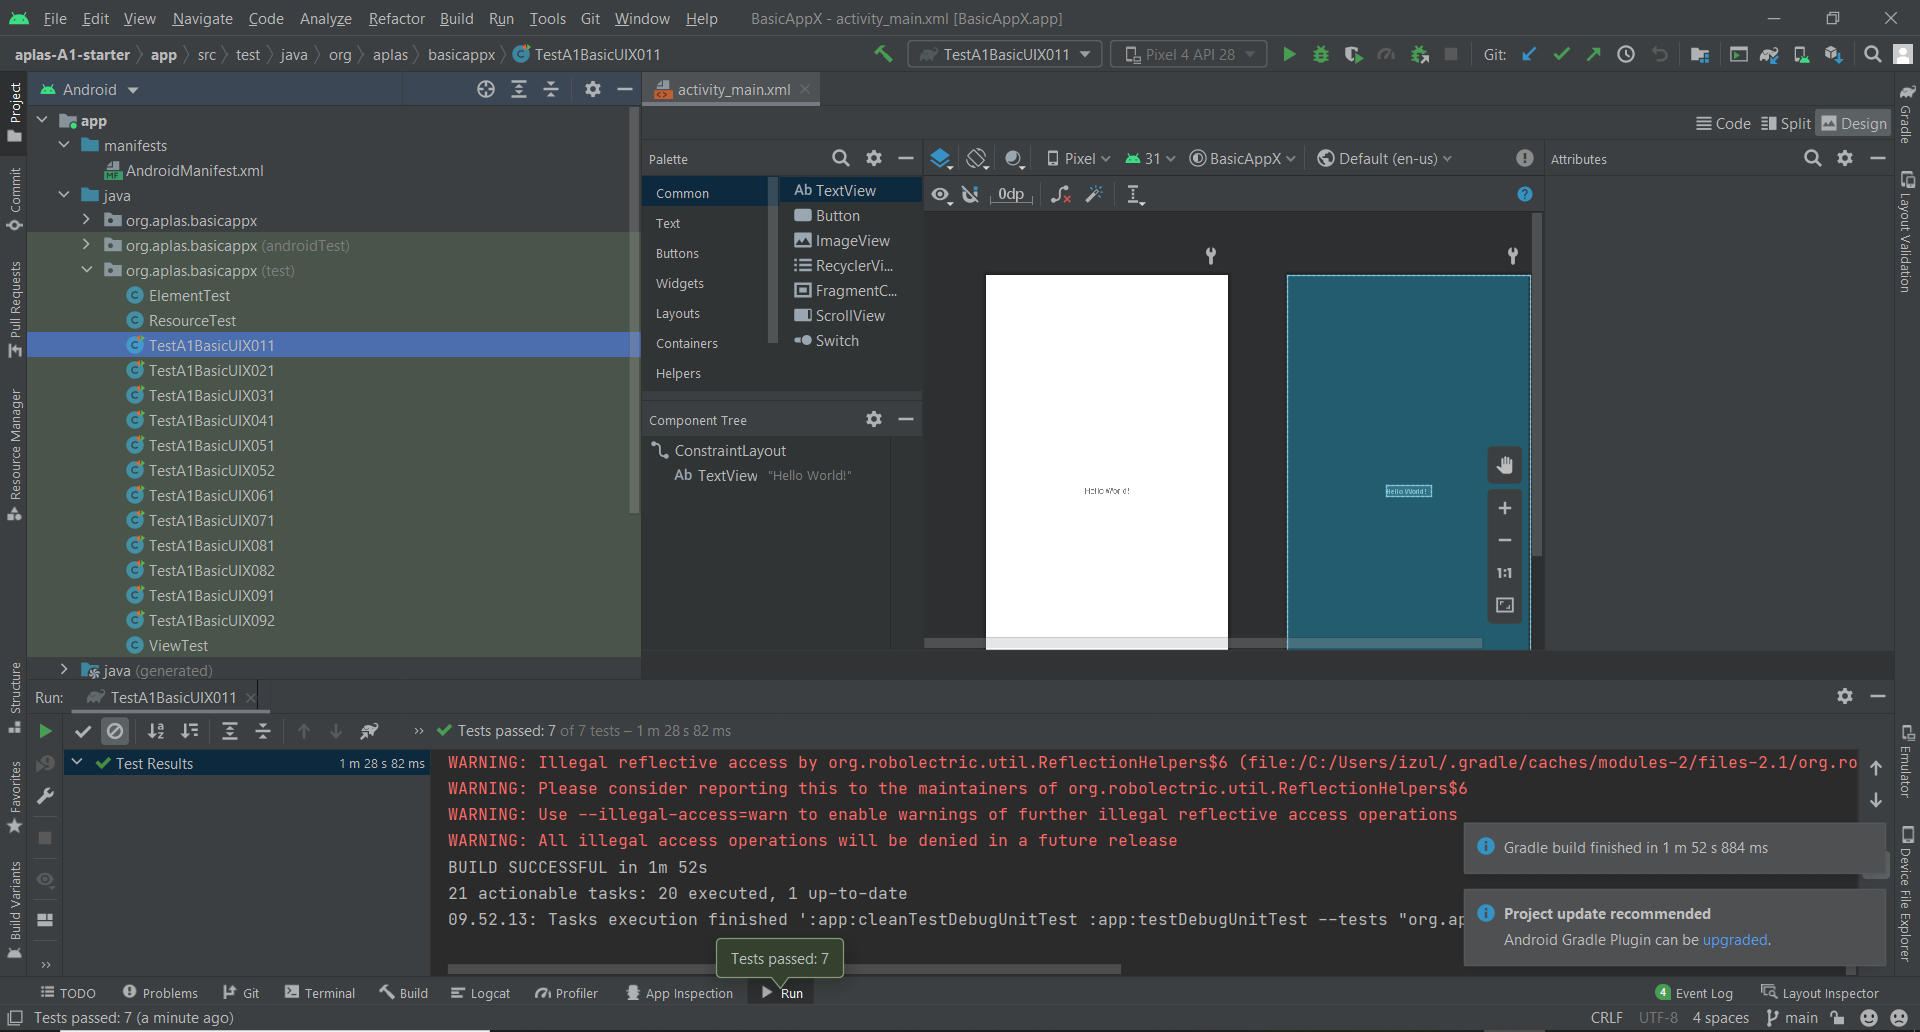 File Edit View Navigate Code Analyze Refactor Build Run Tools Git Window Help BasicAppX - activity_main.xml [BasicAppX.app]
aplas-A1-starter app src test java org aplas basicappx TestA1BasicUIX011 TestA1BasicUIX011 Pixel 4 API 28 Git:
Android
activity_main.xml
Project
Commit
Pull Requests
Resource Manager
Structure
Favorites
Build Variants
app
manifests
AndroidManifest.xml
java
org.aplas.basicappx
org.aplas.basicappx (androidTest)
org.aplas.basicappx (test)
ElementTest
ResourceTest
TestA1BasicUIX011
TestA1BasicUIX021
TestA1BasicUIX031
TestA1BasicUIX041
TestA1BasicUIX051
TestA1BasicUIX052
TestA1BasicUIX061
TestA1BasicUIX071
TestA1BasicUIX081
TestA1BasicUIX082
TestA1BasicUIX091
TestA1BasicUIX092
ViewTest
java (generated)
Code Split Design
Palette
Common
Text
Buttons
Widgets
Layouts
Containers
Helpers
Ab TextView
Button
ImageView
RecyclerVi...
FragmentC...
ScrollView
Switch
Component Tree
ConstraintLayout
Ab TextView "Hello World!"
Pixel 31 BasicAppX Default (en-us)
0dp
Hello World!
Hello World!
1:1
Attributes
Gradle
Layout Validation
Emulator
Device File Explorer
Run: TestA1BasicUIX011
Tests passed: 7 of 7 tests – 1 m 28 s 82 ms
Test Results 1 m 28 s 82 ms
WARNING: Illegal reflective access by org.robolectric.util.ReflectionHelpers$6 (file:/C:/Users/izul/.gradle/caches/modules-2/files-2.1/org.ro
WARNING: Please consider reporting this to the maintainers of org.robolectric.util.ReflectionHelpers$6
WARNING: Use --illegal-access=warn to enable warnings of further illegal reflective access operations
WARNING: All illegal access operations will be denied in a future release
BUILD SUCCESSFUL in 1m 52s
21 actionable tasks: 20 executed, 1 up-to-date
09.52.13: Tasks execution finished ':app:cleanTestDebugUnitTest :app:testDebugUnitTest --tests "org.ap
Gradle build finished in 1 m 52 s 884 ms
Project update recommended
Android Gradle Plugin can be upgraded.
Tests passed: 7
TODO Problems Git Terminal Build Logcat Profiler App Inspection Run 4 Event Log Layout Inspector
Tests passed: 7 (a minute ago) CRLF UTF-8 4 spaces main